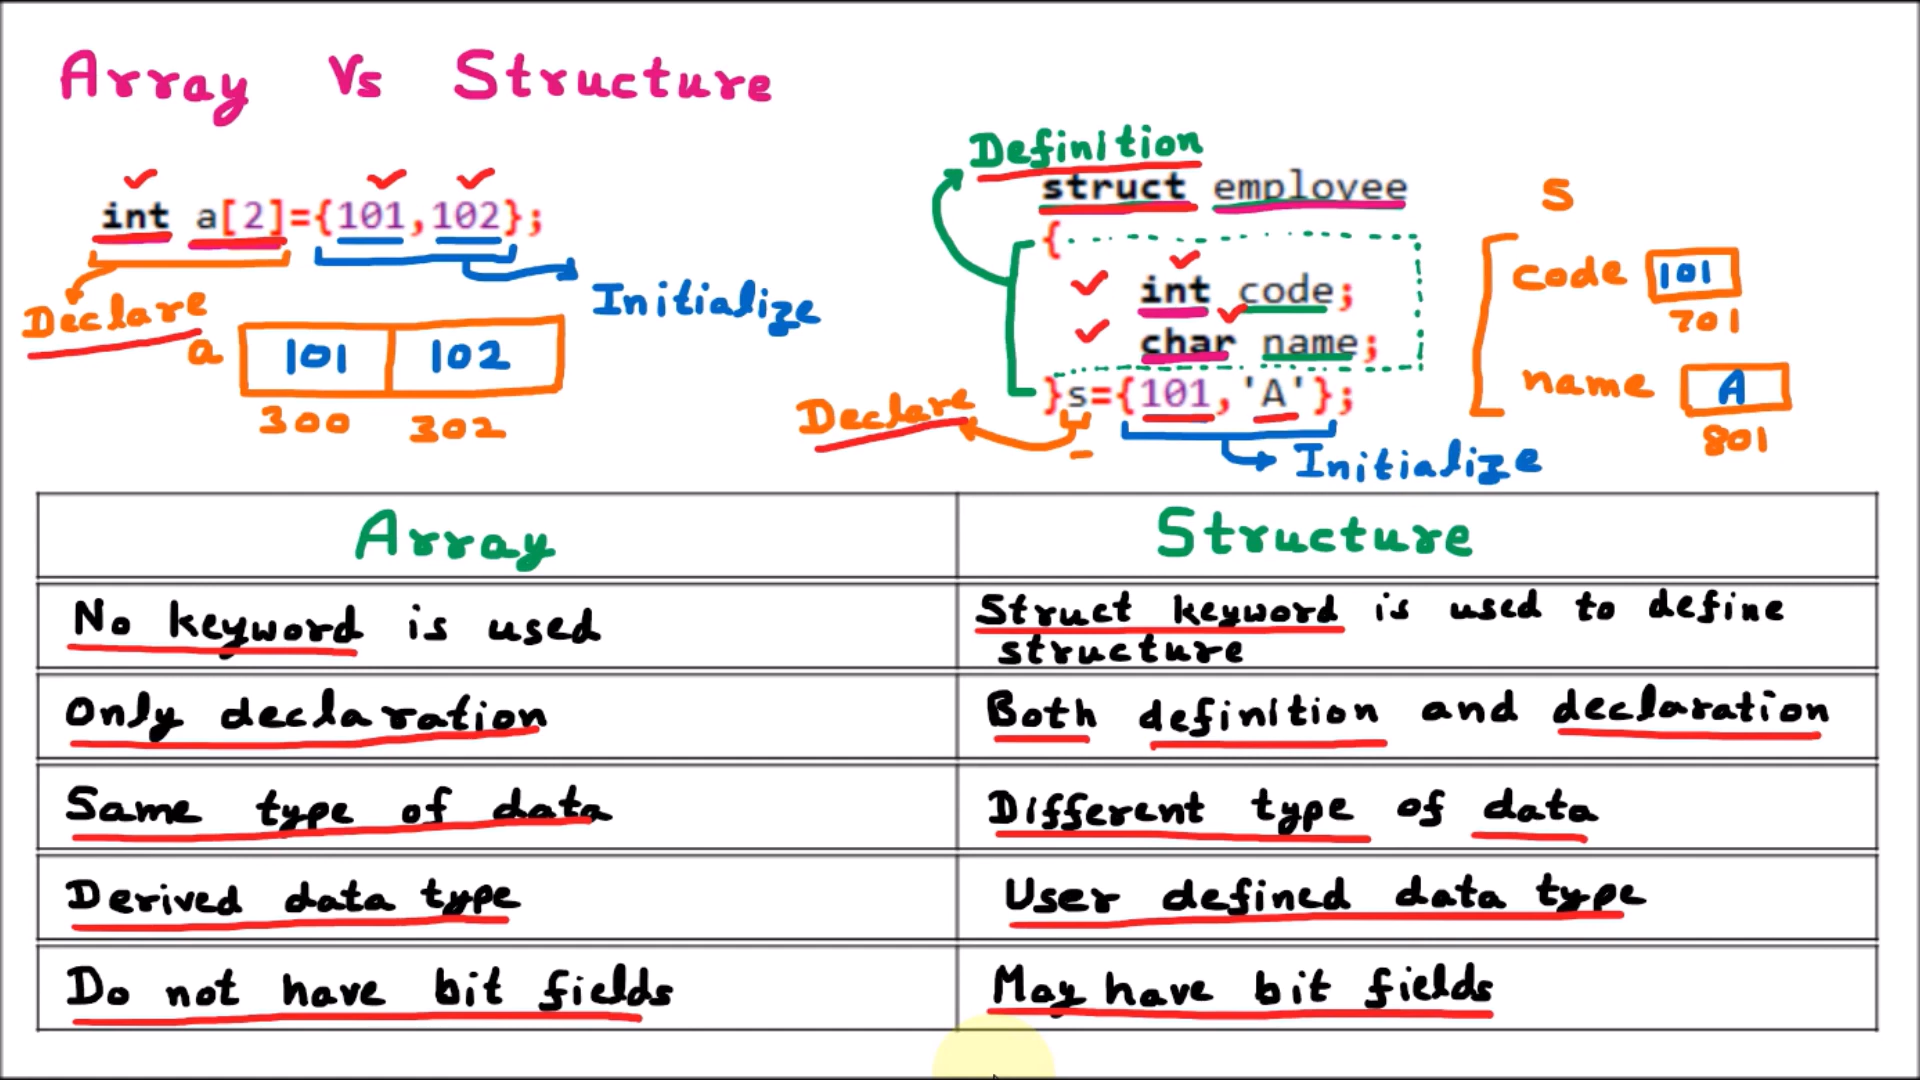 Array Vs Structure
int a[2]={101,102};
Declare
Initialize
a 101 102
300 302
Definition
struct employee
{
int code;
char name;
}s={101,'A'};
Declare
Initialize
s
code 101
701
name A
801
Array Structure
No keyword is used
Struct keyword is used to define
structure
Only declaration
Both definition and declaration
Same type of data
Different type of data
Derived data type
User defined data type
Do not have bit fields
May have bit fields